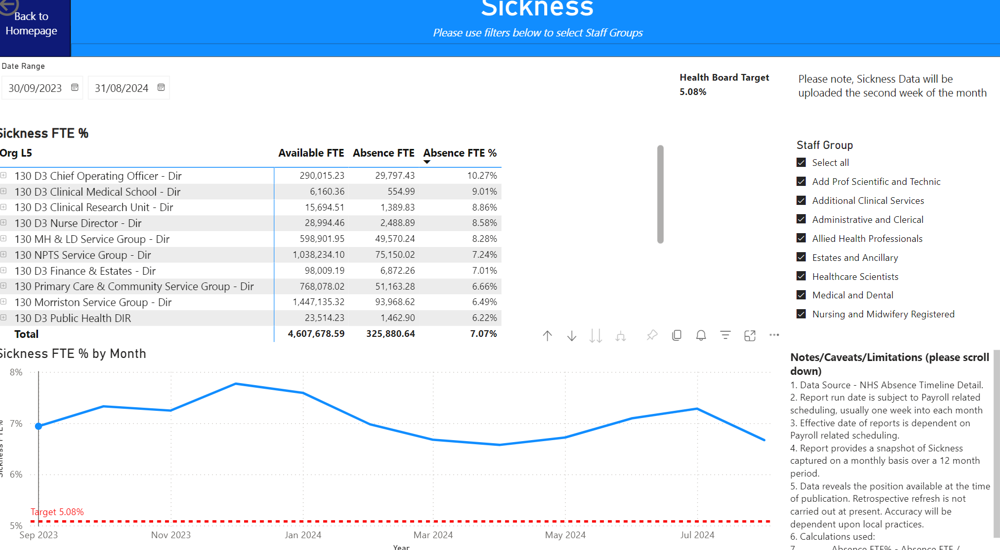 Back to
Homepage
Sickness
Please use filters below to select Staff Groups
Date Range
30/09/2023
31/08/2024
Health Board Target
5.08%
Please note, Sickness Data will be
uploaded the second week of the month
Sickness FTE %
Org L5 Available FTE Absence FTE Absence FTE %
130 D3 Chief Operating Officer - Dir 290,015.23 29,797.43 10.27%
130 D3 Clinical Medical School - Dir 6,160.36 554.99 9.01%
130 D3 Clinical Research Unit - Dir 15,694.51 1,389.83 8.86%
130 D3 Nurse Director - Dir 28,994.46 2,488.89 8.58%
130 MH & LD Service Group - Dir 598,901.95 49,570.24 8.28%
130 NPTS Service Group - Dir 1,038,234.10 75,150.02 7.24%
130 D3 Finance & Estates - Dir 98,009.19 6,872.26 7.01%
130 Primary Care & Community Service Group - Dir 768,078.02 51,163.28 6.66%
130 Morriston Service Group - Dir 1,447,135.32 93,968.62 6.49%
130 D3 Public Health DIR 23,514.23 1,462.90 6.22%
Total 4,607,678.59 325,880.64 7.07%
Staff Group
Select all
Add Prof Scientific and Technic
Additional Clinical Services
Administrative and Clerical
Allied Health Professionals
Estates and Ancillary
Healthcare Scientists
Medical and Dental
Nursing and Midwifery Registered
Sickness FTE % by Month
8%
7%
6%
5%
Sickness FTE%
Target 5.08%
Sep 2023 Nov 2023 Jan 2024 Mar 2024 May 2024 Jul 2024
Year
Notes/Caveats/Limitations (please scroll
down)
1. Data Source - NHS Absence Timeline Detail.
2. Report run date is subject to Payroll related
scheduling, usually one week into each month
3. Effective date of reports is dependent on
Payroll related scheduling.
4. Report provides a snapshot of Sickness
captured on a monthly basis over a 12 month
period.
5. Data reveals the position available at the time
of publication. Retrospective refresh is not
carried out at present. Accuracy will be
dependent upon local practices.
6. Calculations used:
7. Absence FTE% - Absence FTE /